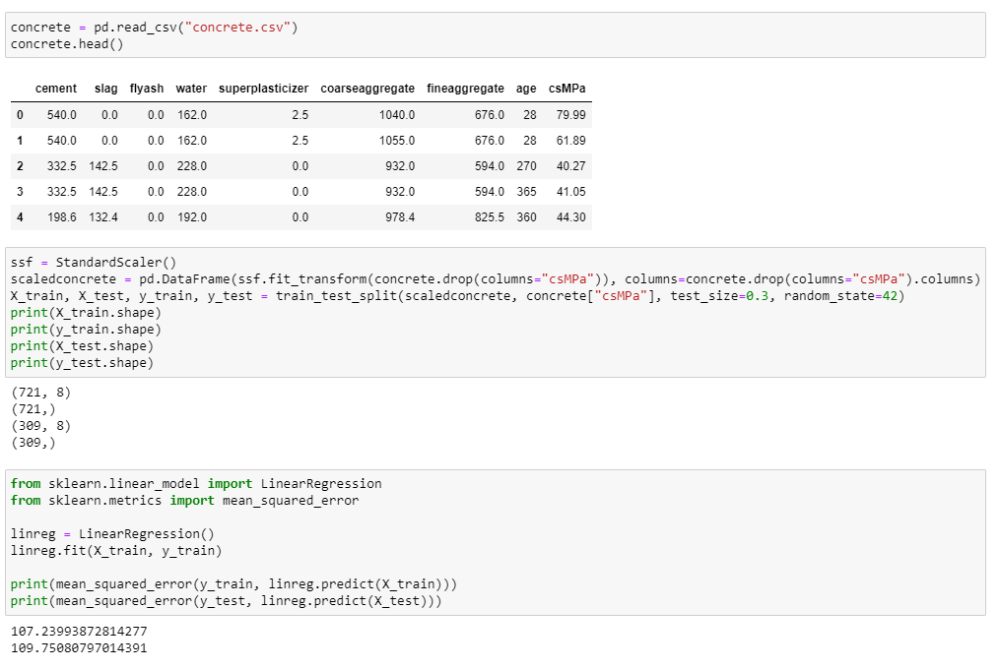 concrete = pd.read_csv("concrete.csv")
concrete.head()
cement slag flyash water superplasticizer coarseaggregate fineaggregate age csMPa
0 540.0 0.0 0.0 162.0 2.5 1040.0 676.0 28 79.99
1 540.0 0.0 0.0 162.0 2.5 1055.0 676.0 28 61.89
2 332.5 142.5 0.0 228.0 0.0 932.0 594.0 270 40.27
3 332.5 142.5 0.0 228.0 0.0 932.0 594.0 365 41.05
4 198.6 132.4 0.0 192.0 0.0 978.4 825.5 360 44.30
ssf = StandardScaler()
scaledconcrete = pd.DataFrame(ssf.fit_transform(concrete.drop(columns="csMPa")), columns=concrete.drop(columns="csMPa").columns)
X_train, X_test, y_train, y_test = train_test_split(scaledconcrete, concrete["csMPa"], test_size=0.3, random_state=42)
print(X_train.shape)
print(y_train.shape)
print(X_test.shape)
print(y_test.shape)
(721, 8)
(721,)
(309, 8)
(309,)
from sklearn.linear_model import LinearRegression
from sklearn.metrics import mean_squared_error
linreg = LinearRegression()
linreg.fit(X_train, y_train)
print(mean_squared_error(y_train, linreg.predict(X_train)))
print(mean_squared_error(y_test, linreg.predict(X_test)))
107.23993872814277
109.75080797014391